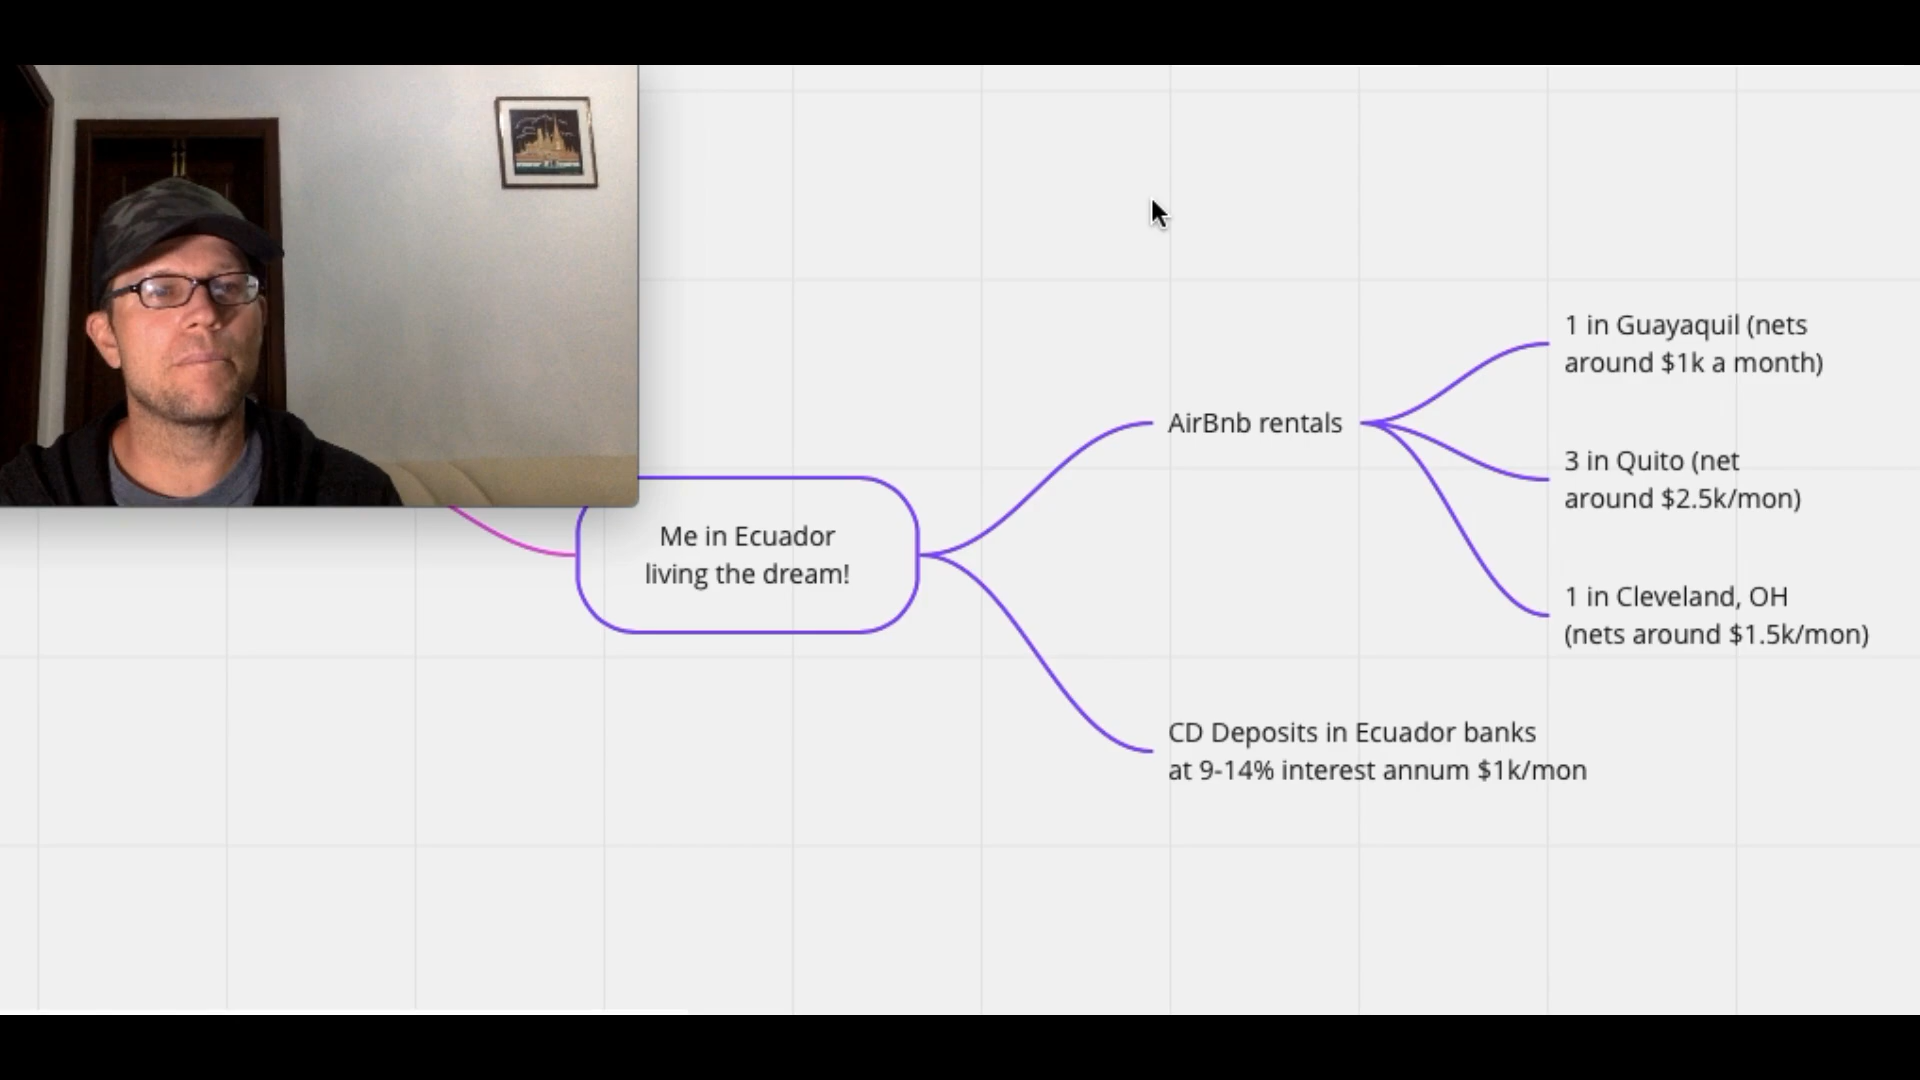 Me in Ecuador
living the dream!
AirBnb rentals
1 in Guayaquil (nets
around $1k a month)
3 in Quito (net
around $2.5k/mon)
1 in Cleveland, OH
(nets around $1.5k/mon)
CD Deposits in Ecuador banks
at 9-14% interest annum $1k/mon